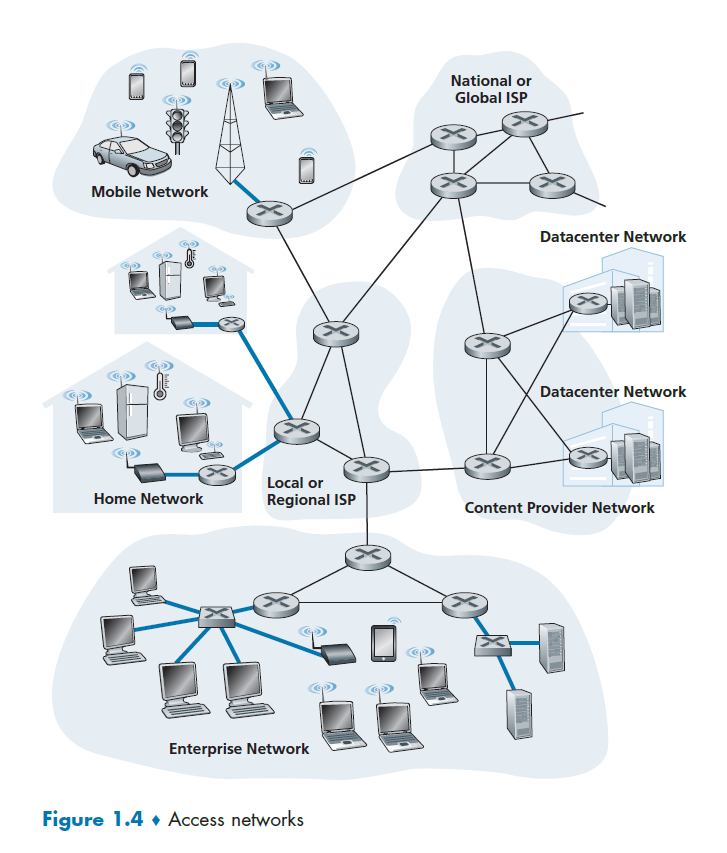 National or
Global ISP
Mobile Network
Datacenter Network
Datacenter Network
Home Network
Local or
Regional ISP
Content Provider Network
Enterprise Network
Figure 1.4 ♦ Access networks